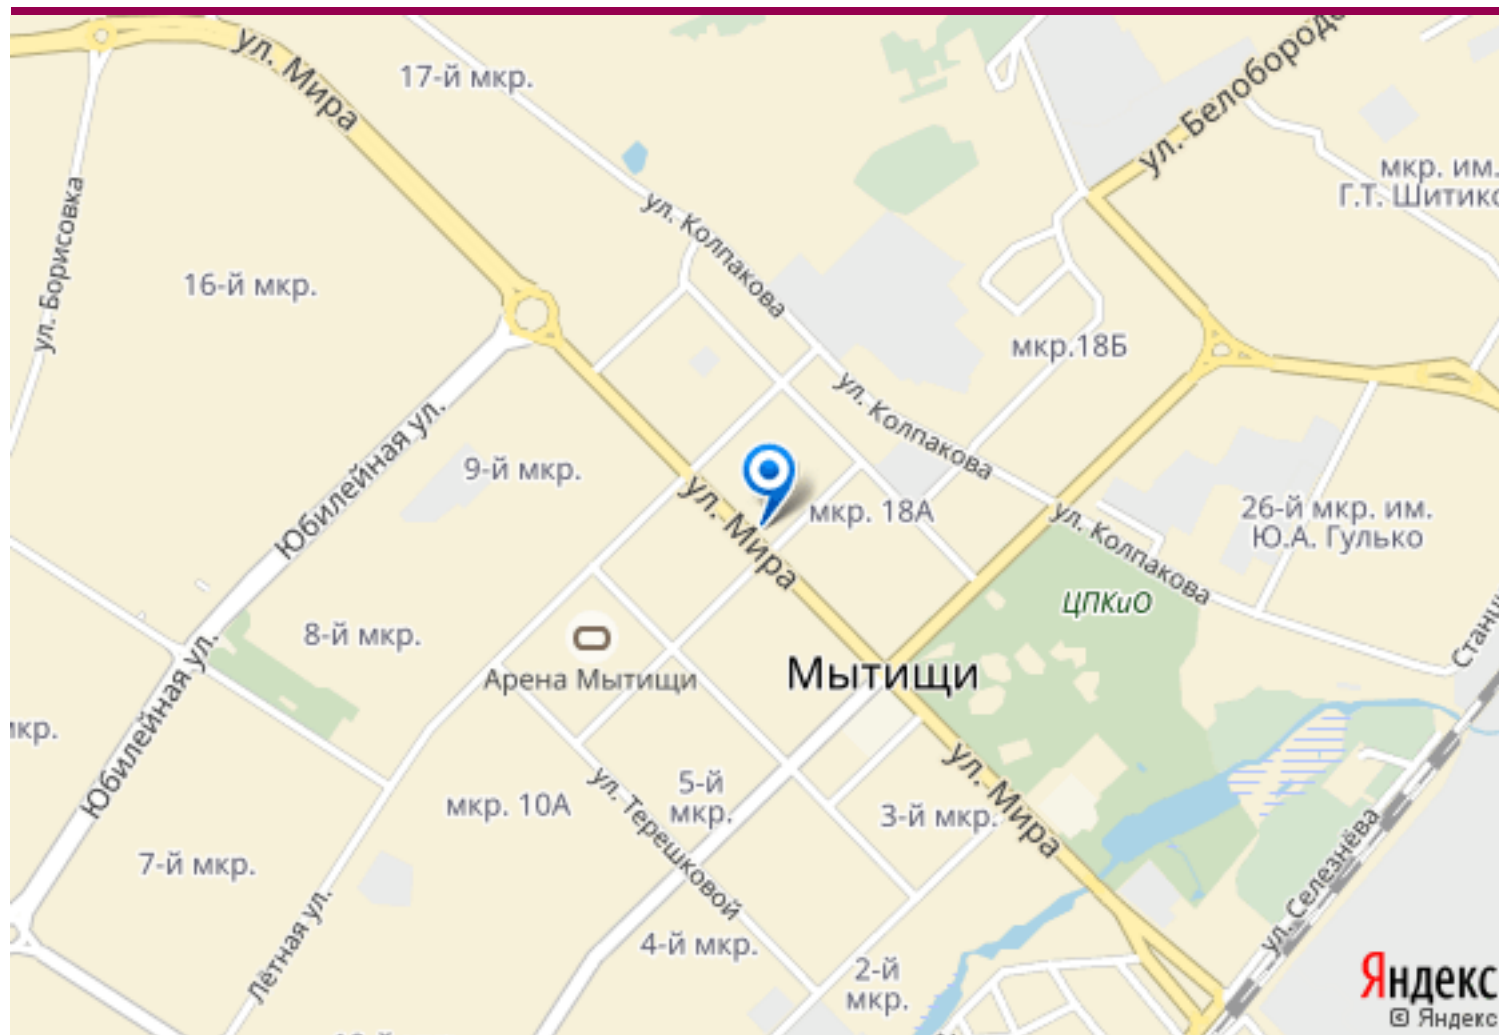 ул. Мира
17-й мкр.
ул. Белобородо
мкр. им.
Г.Т. Шитико
ул. Борисовка
ул. Колпакова
16-й мкр.
мкр.18Б
ул. Колпакова
Юбилейная ул.
9-й мкр.
ул. Мира
мкр. 18А
26-й мкр. им.
Ю.А. Гулько
ул. Колпакова
ЦПКиО
8-й мкр.
Станц
Арена Мытищи
Мытищи
Юбилейная ул.
мкр.
ул. Мира
5-й
мкр.
мкр. 10А
3-й мкр.
ул. Терешковой
7-й мкр.
ул. Селезнёва
Лётная ул.
4-й мкр.
2-й
мкр.
Яндекс
© Яндекс